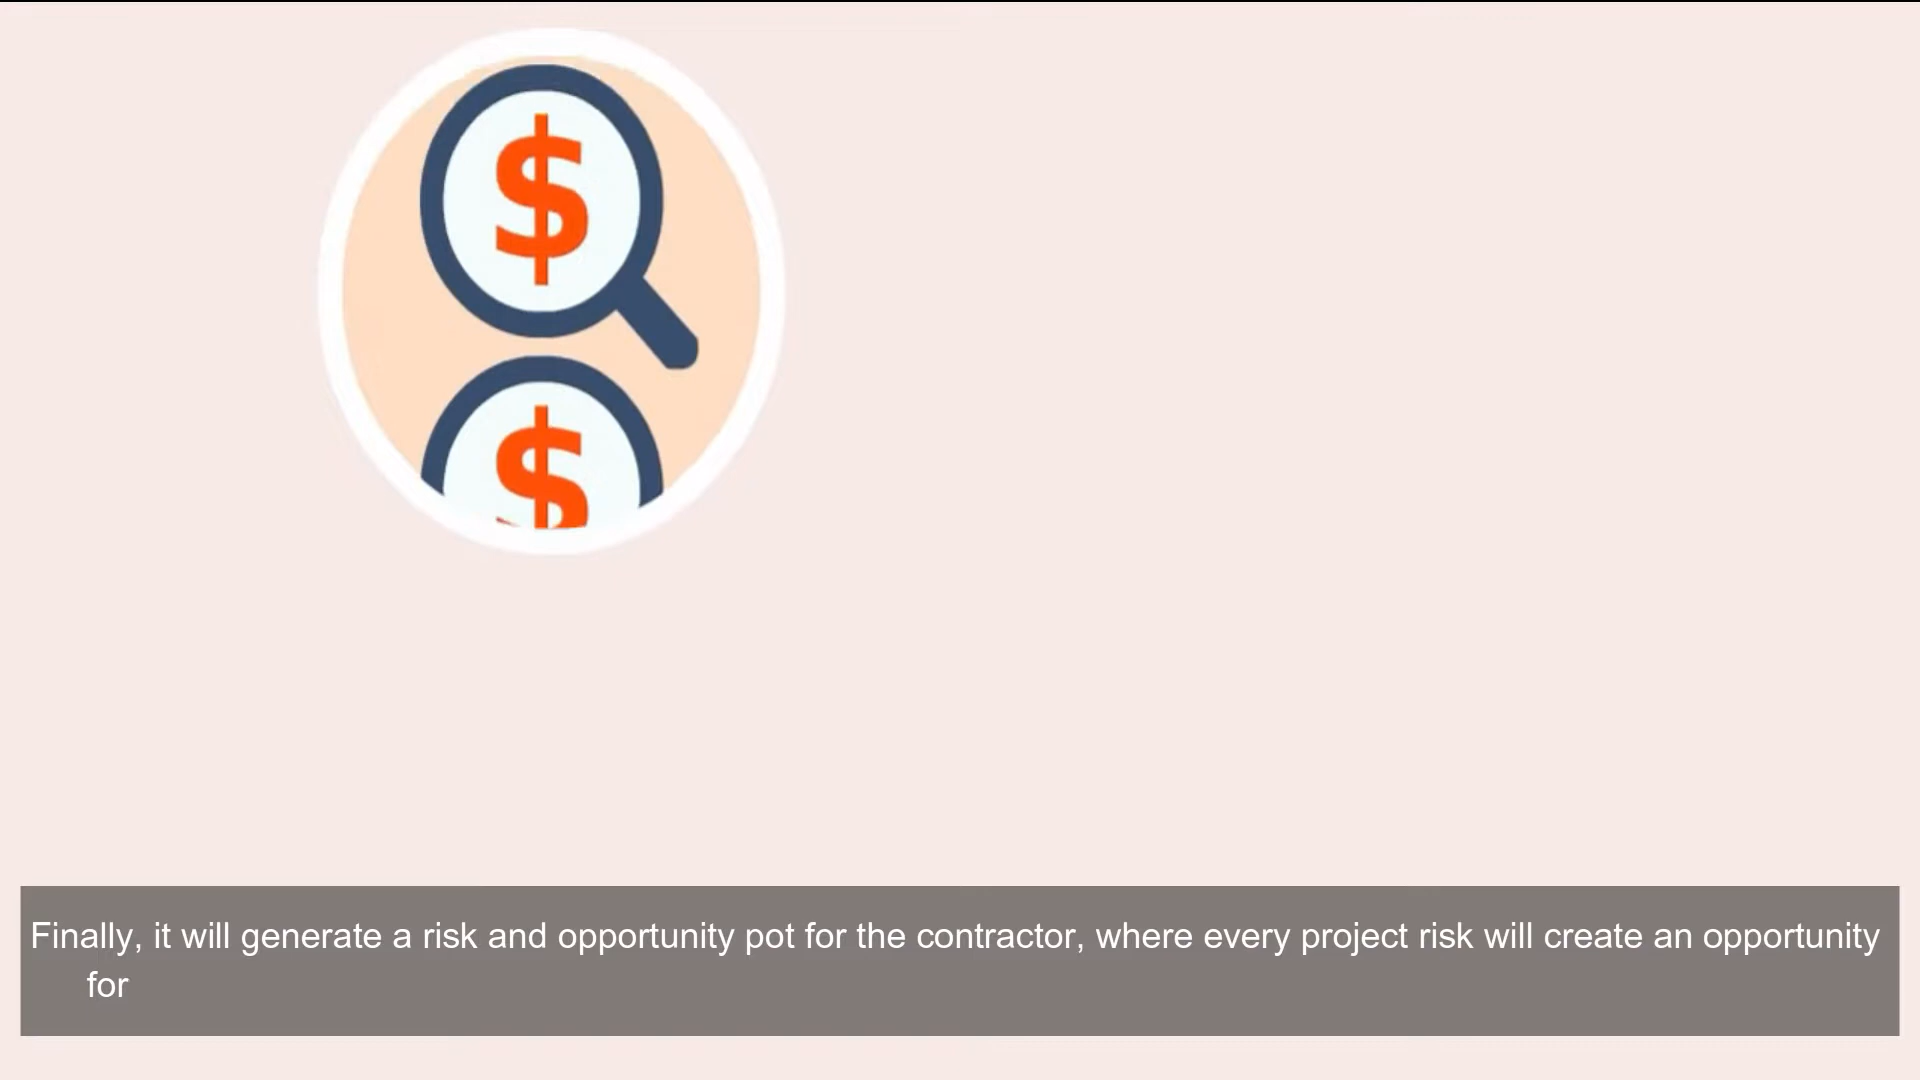 $
$
Finally, it will generate a risk and opportunity pot for the contractor, where every project risk will create an opportunity
for